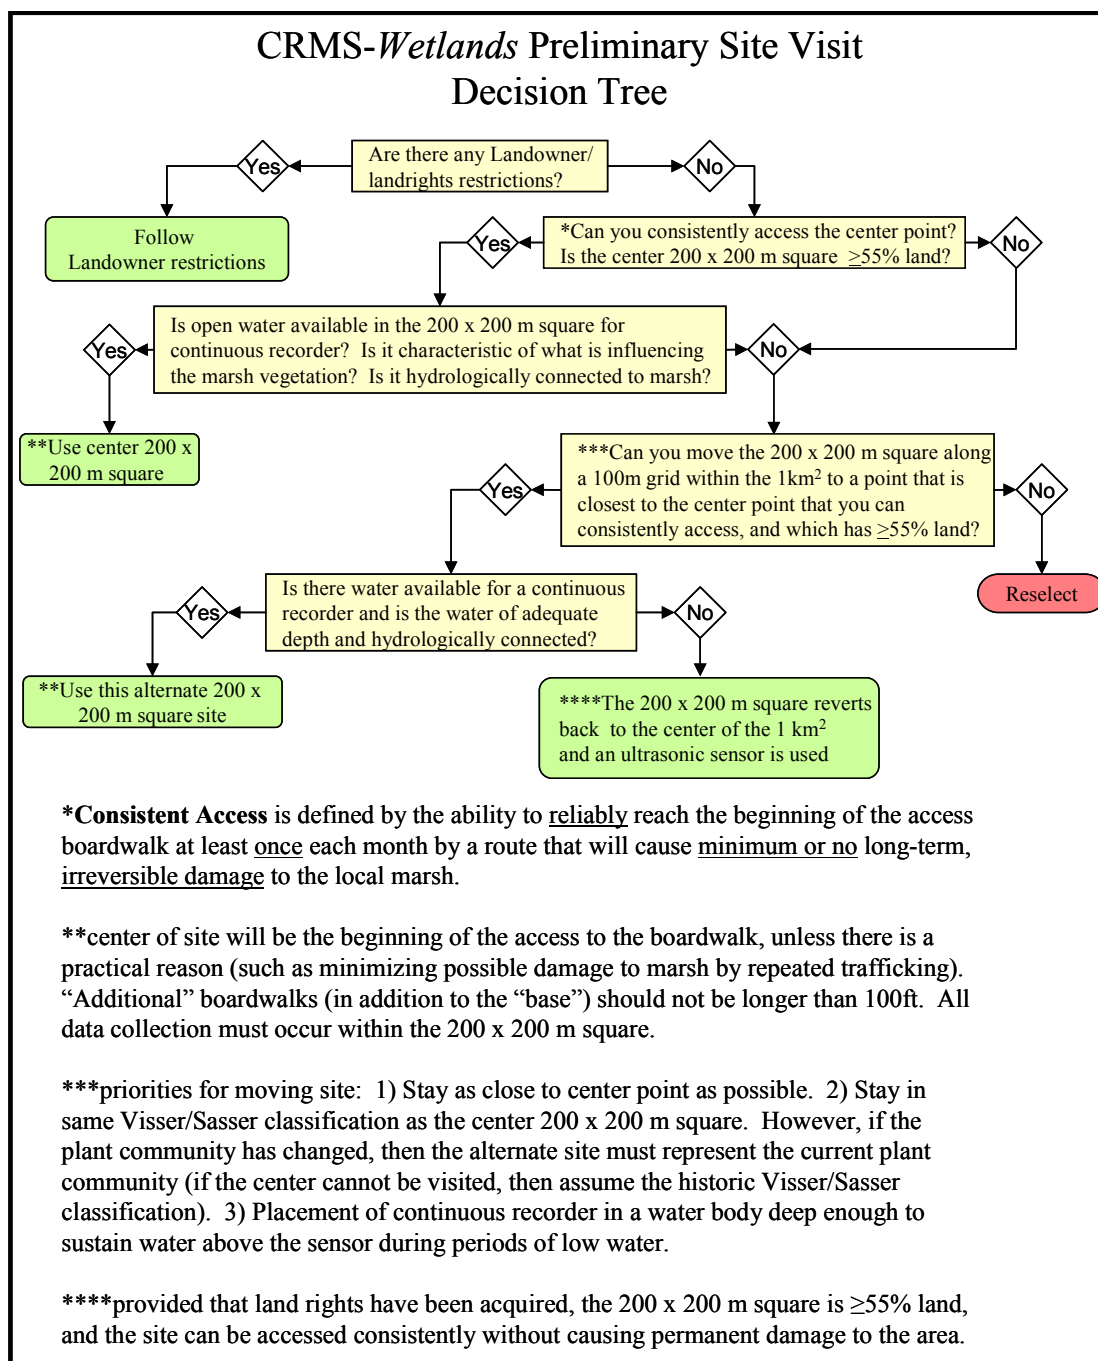 CRMS-Wetlands Preliminary Site Visit
Decision Tree
Yes
Are there any Landowner/
landrights restrictions?
No
Follow
Landowner restrictions
Yes
*Can you consistently access the center point?
Is the center 200 x 200 m square ≥55% land?
No
Yes
Is open water available in the 200 x 200 m square for
continuous recorder? Is it characteristic of what is influencing
the marsh vegetation? Is it hydrologically connected to marsh?
No
**Use center 200 x
200 m square
Yes
***Can you move the 200 x 200 m square along
a 100m grid within the 1km² to a point that is
closest to the center point that you can
consistently access, and which has ≥55% land?
No
Reselect
Yes
Is there water available for a continuous
recorder and is the water of adequate
depth and hydrologically connected?
No
**Use this alternate 200 x
200 m square site
****The 200 x 200 m square reverts
back to the center of the 1 km²
and an ultrasonic sensor is used
*Consistent Access is defined by the ability to reliably reach the beginning of the access
boardwalk at least once each month by a route that will cause minimum or no long-term,
irreversible damage to the local marsh.
**center of site will be the beginning of the access to the boardwalk, unless there is a
practical reason (such as minimizing possible damage to marsh by repeated trafficking).
“Additional” boardwalks (in addition to the “base”) should not be longer than 100ft. All
data collection must occur within the 200 x 200 m square.
***priorities for moving site: 1) Stay as close to center point as possible. 2) Stay in
same Visser/Sasser classification as the center 200 x 200 m square. However, if the
plant community has changed, then the alternate site must represent the current plant
community (if the center cannot be visited, then assume the historic Visser/Sasser
classification). 3) Placement of continuous recorder in a water body deep enough to
sustain water above the sensor during periods of low water.
****provided that land rights have been acquired, the 200 x 200 m square is ≥55% land,
and the site can be accessed consistently without causing permanent damage to the area.